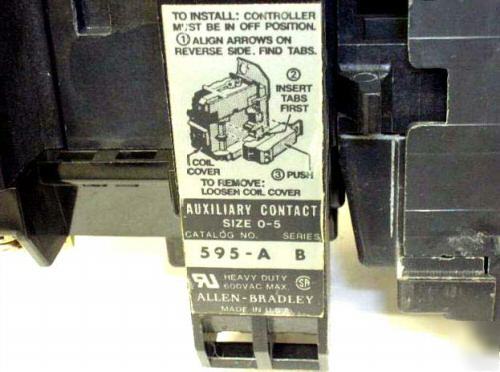 TO INSTALL: CONTROLLER
MUST BE IN OFF POSITION.
① ALIGN ARROWS ON
REVERSE SIDE. FIND TABS.
② INSERT
TABS
FIRST
COIL
COVER
③ PUSH
TO REMOVE:
LOOSEN COIL COVER
AUXILIARY CONTACT
SIZE 0-5
CATALOG NO. SERIES
595-A B
HEAVY DUTY
600VAC MAX.
ALLEN-BRADLEY
MADE IN U.S.A.